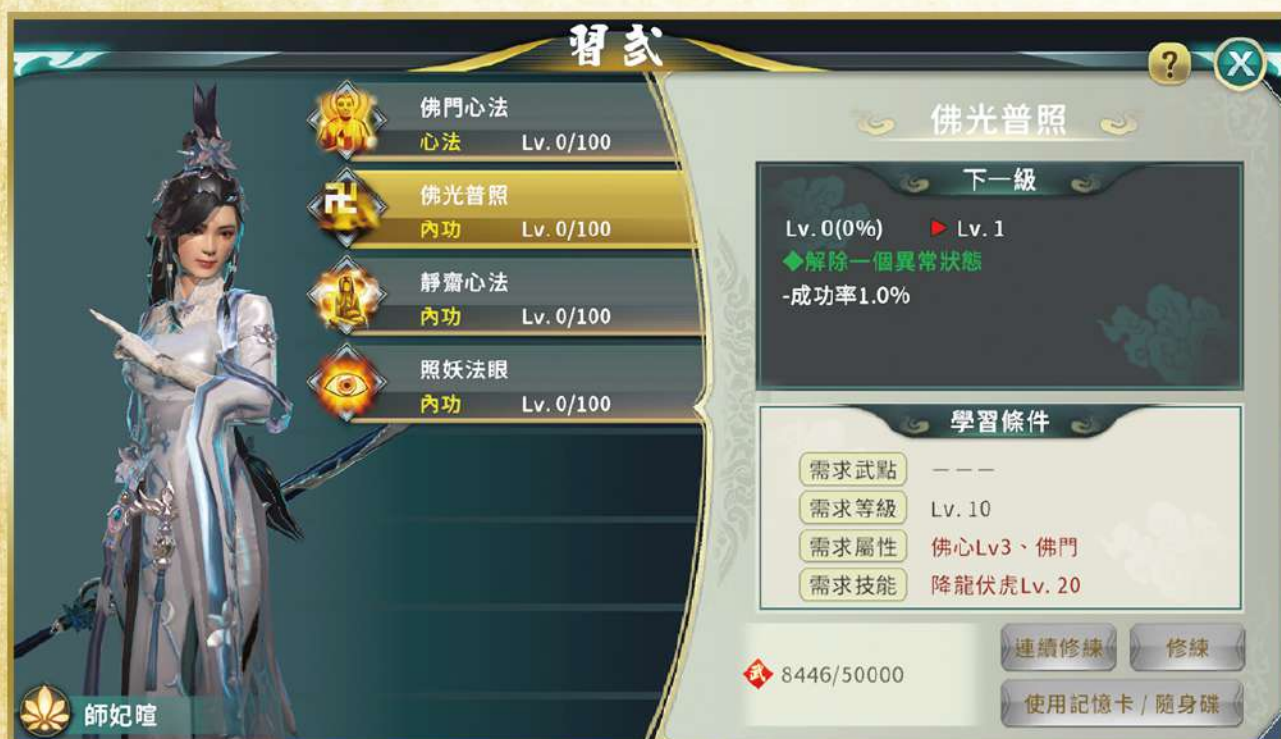 習武
?
X
佛門心法
心法 Lv. 0/100
卍
佛光普照
內功 Lv. 0/100
靜齋心法
內功 Lv. 0/100
照妖法眼
內功 Lv. 0/100
師妃暄
佛光普照
下一級
Lv. 0(0%) ▶ Lv. 1
◆解除一個異常狀態
-成功率1.0%
學習條件
需求武點 ———
需求等級 Lv. 10
需求屬性 佛心Lv3、佛門
需求技能 降龍伏虎Lv. 20
武 8446/50000
連續修練 修練
使用記憶卡 / 隨身碟